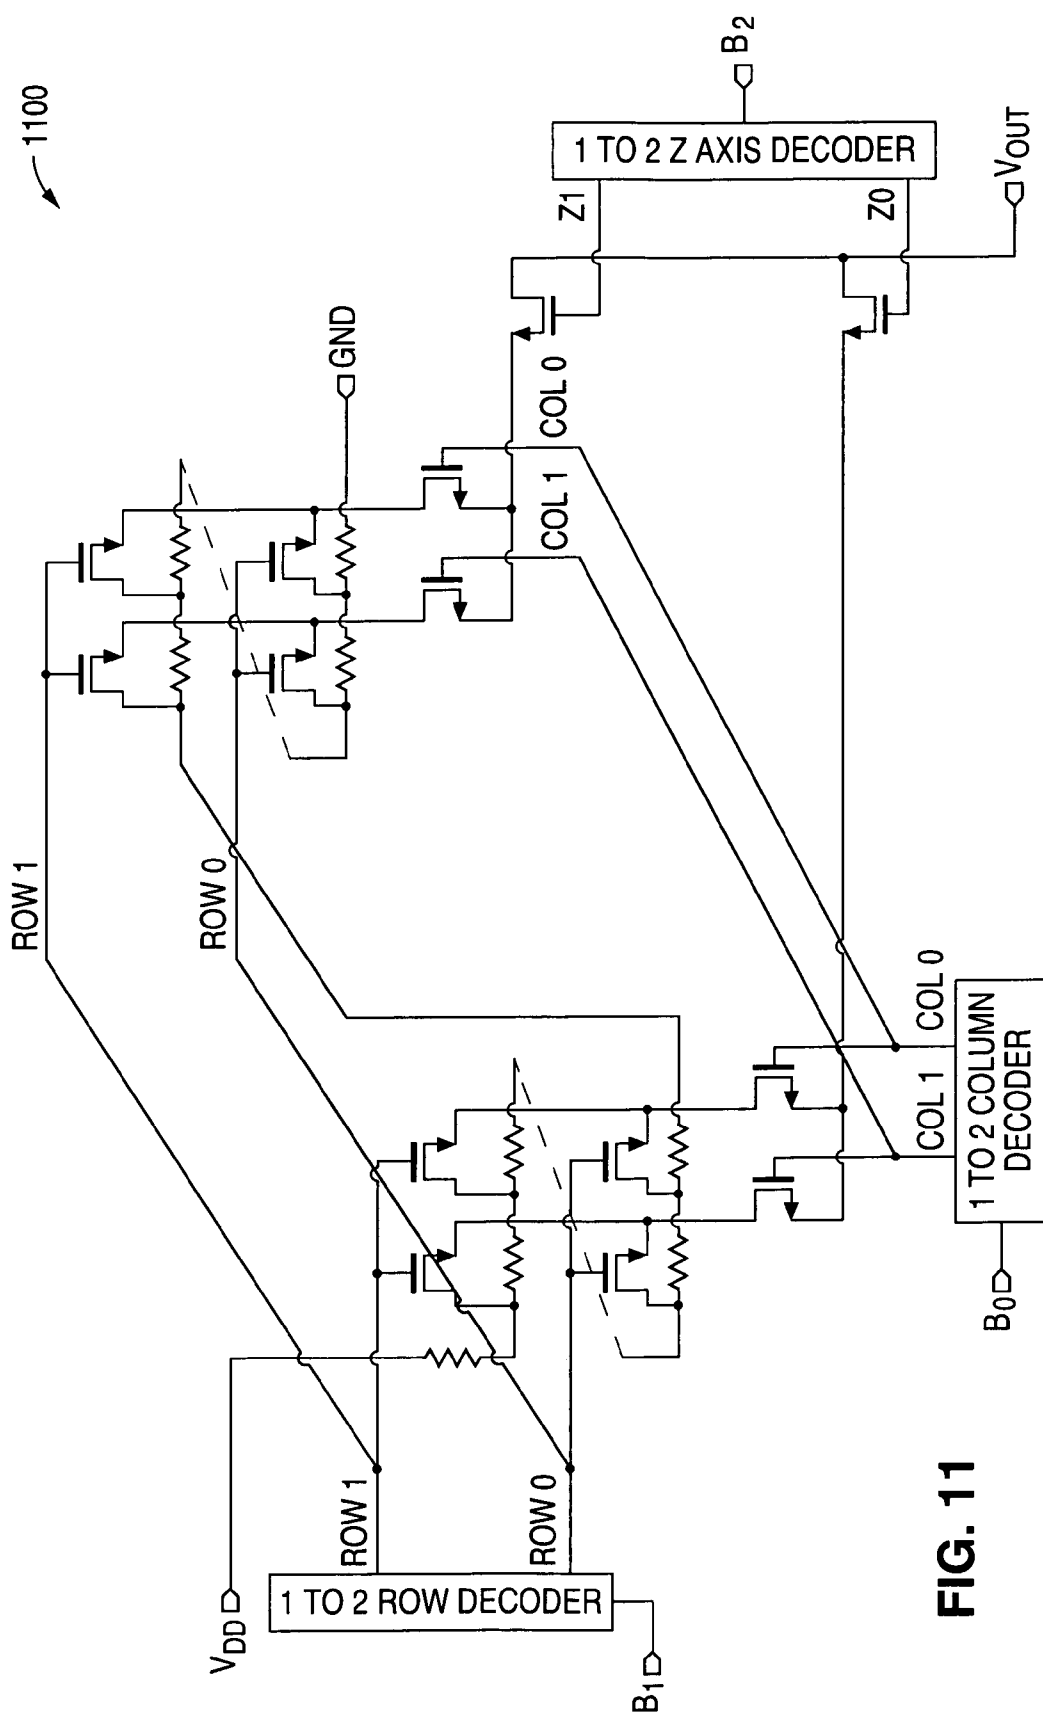 1100
B2
1 TO 2 Z AXIS DECODER
Z1
Z0
VOUT
GND
COL 0
COL 1
ROW 1
ROW 0
COL 0
COL 1
1 TO 2 COLUMN
DECODER
B0
ROW 1
ROW 0
1 TO 2 ROW DECODER
VDD
B1
FIG. 11